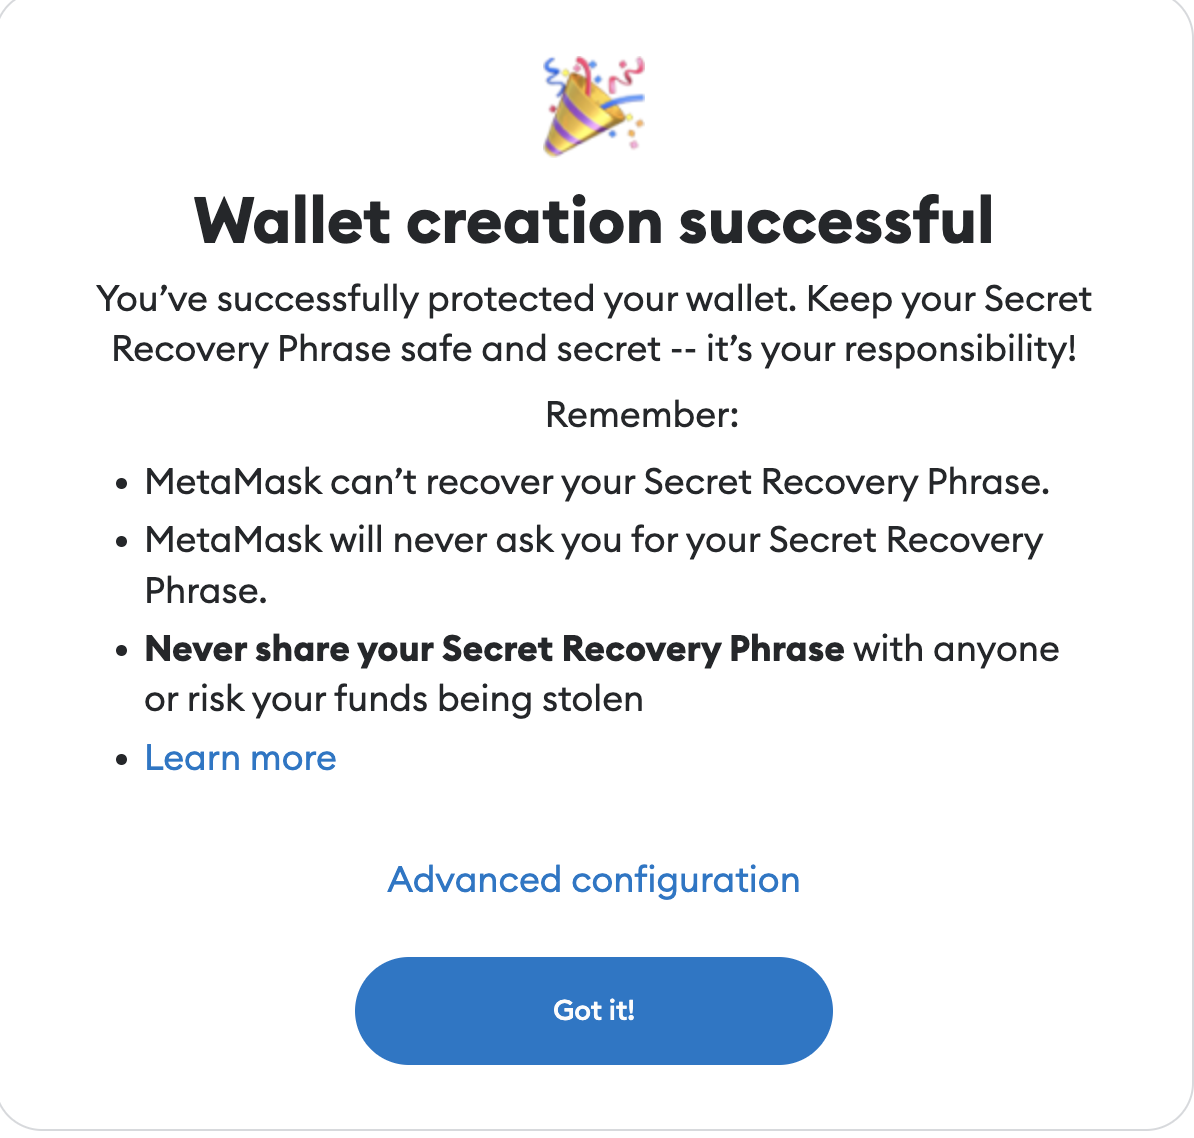 Wallet creation successful
You’ve successfully protected your wallet. Keep your Secret
Recovery Phrase safe and secret -- it’s your responsibility!
Remember:
• MetaMask can’t recover your Secret Recovery Phrase.
• MetaMask will never ask you for your Secret Recovery
Phrase.
• Never share your Secret Recovery Phrase with anyone
or risk your funds being stolen
• Learn more
Advanced configuration
Got it!